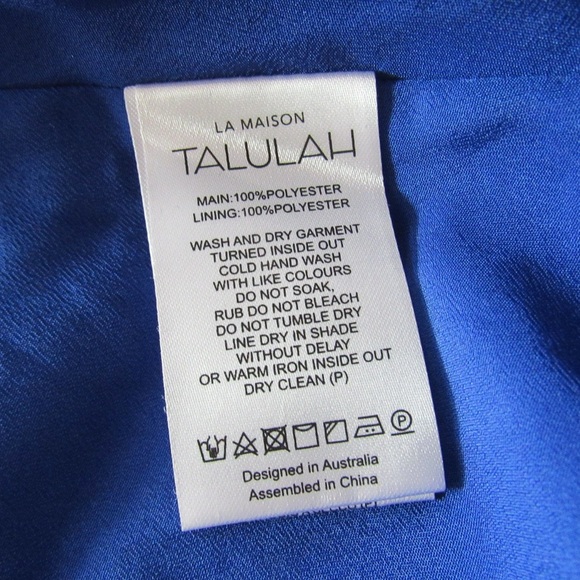 LA MAISON
TALULAH
MAIN:100%POLYESTER
LINING:100%POLYESTER
WASH AND DRY GARMENT
TURNED INSIDE OUT
COLD HAND WASH
WITH LIKE COLOURS
DO NOT SOAK,
RUB DO NOT BLEACH
DO NOT TUMBLE DRY
LINE DRY IN SHADE
WITHOUT DELAY
OR WARM IRON INSIDE OUT
DRY CLEAN (P)
P
Designed in Australia
Assembled in China